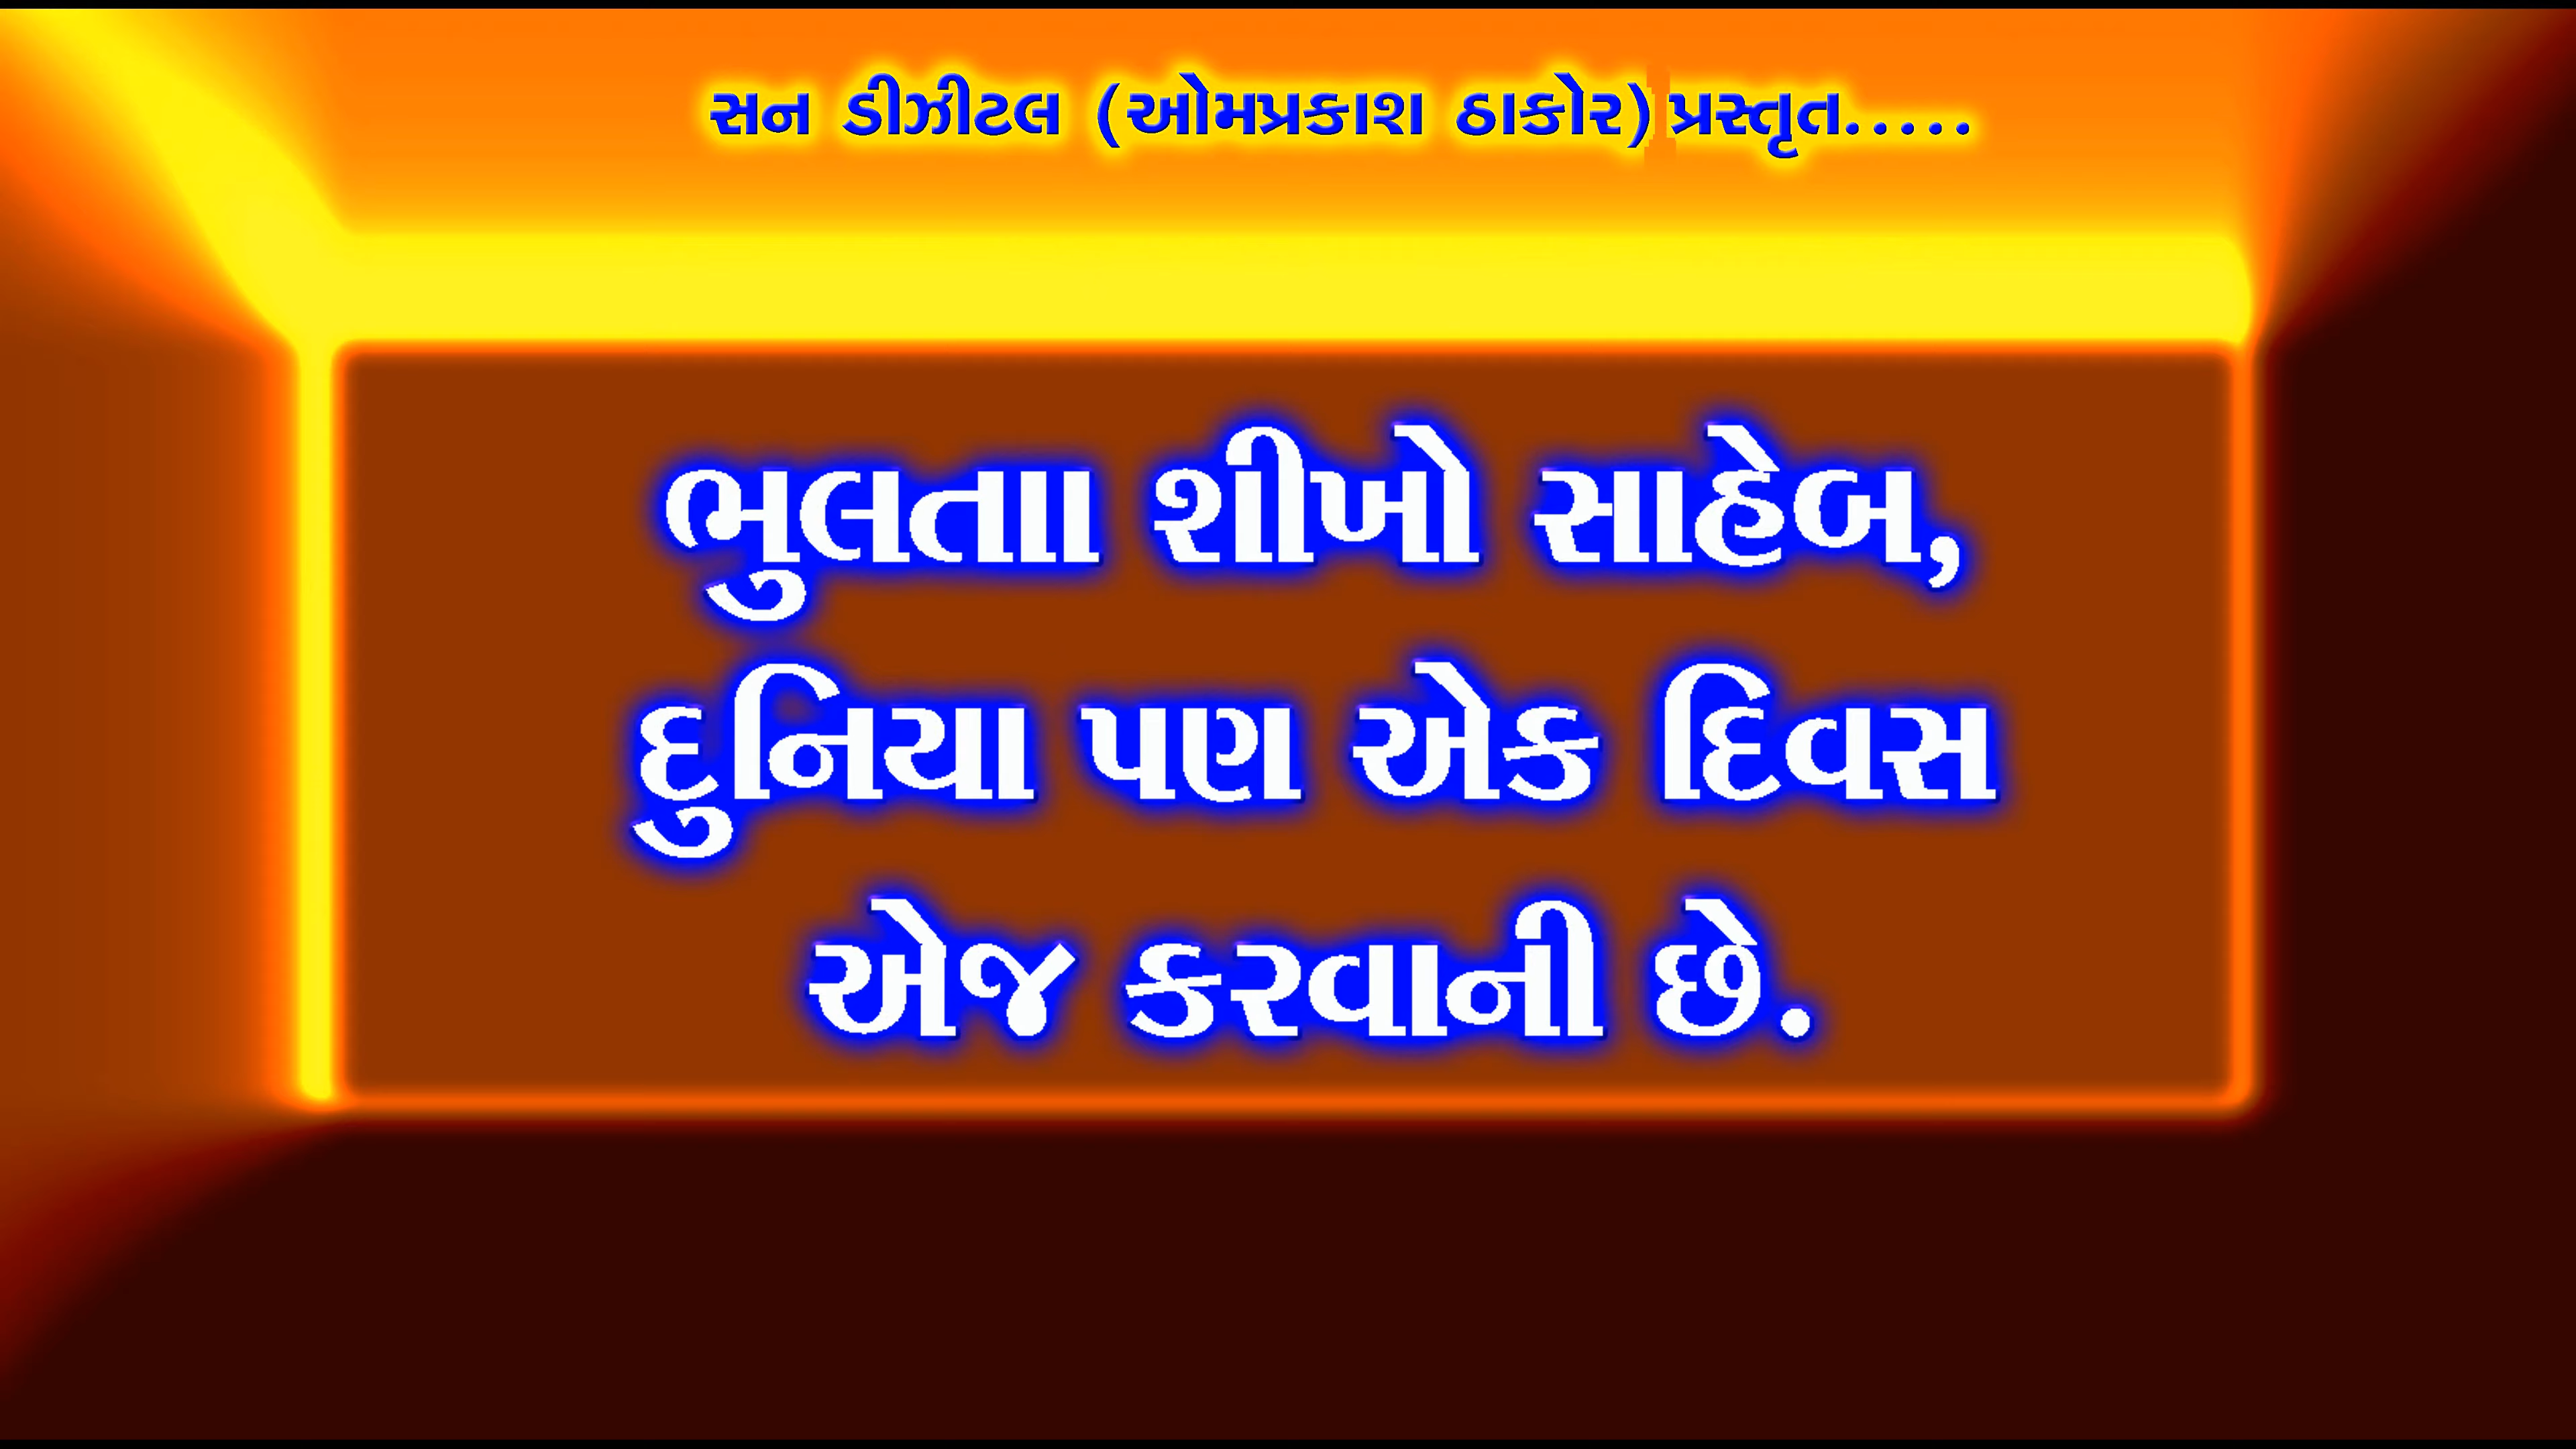 સન ડીઝીટલ (ઓમપ્રકાશ ઠાકોર) પ્રસ્તૃત.....
ભુલતાા શીખો સાહેબ,
દુનિયા પણ એક દિવસ
એજ કરવાની છે.